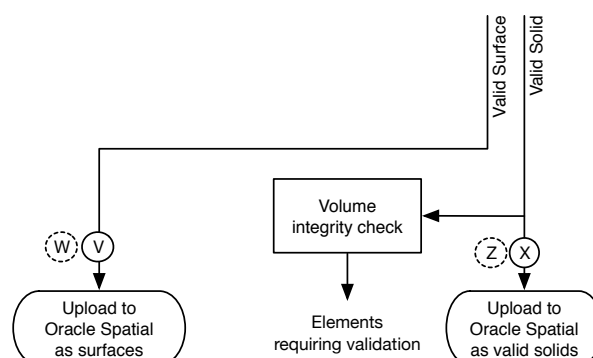 Valid Surface
Valid Solid
Volume
integrity check
W
V
Z
X
Upload to
Oracle Spatial
as surfaces
Elements
requiring validation
Upload to
Oracle Spatial
as valid solids